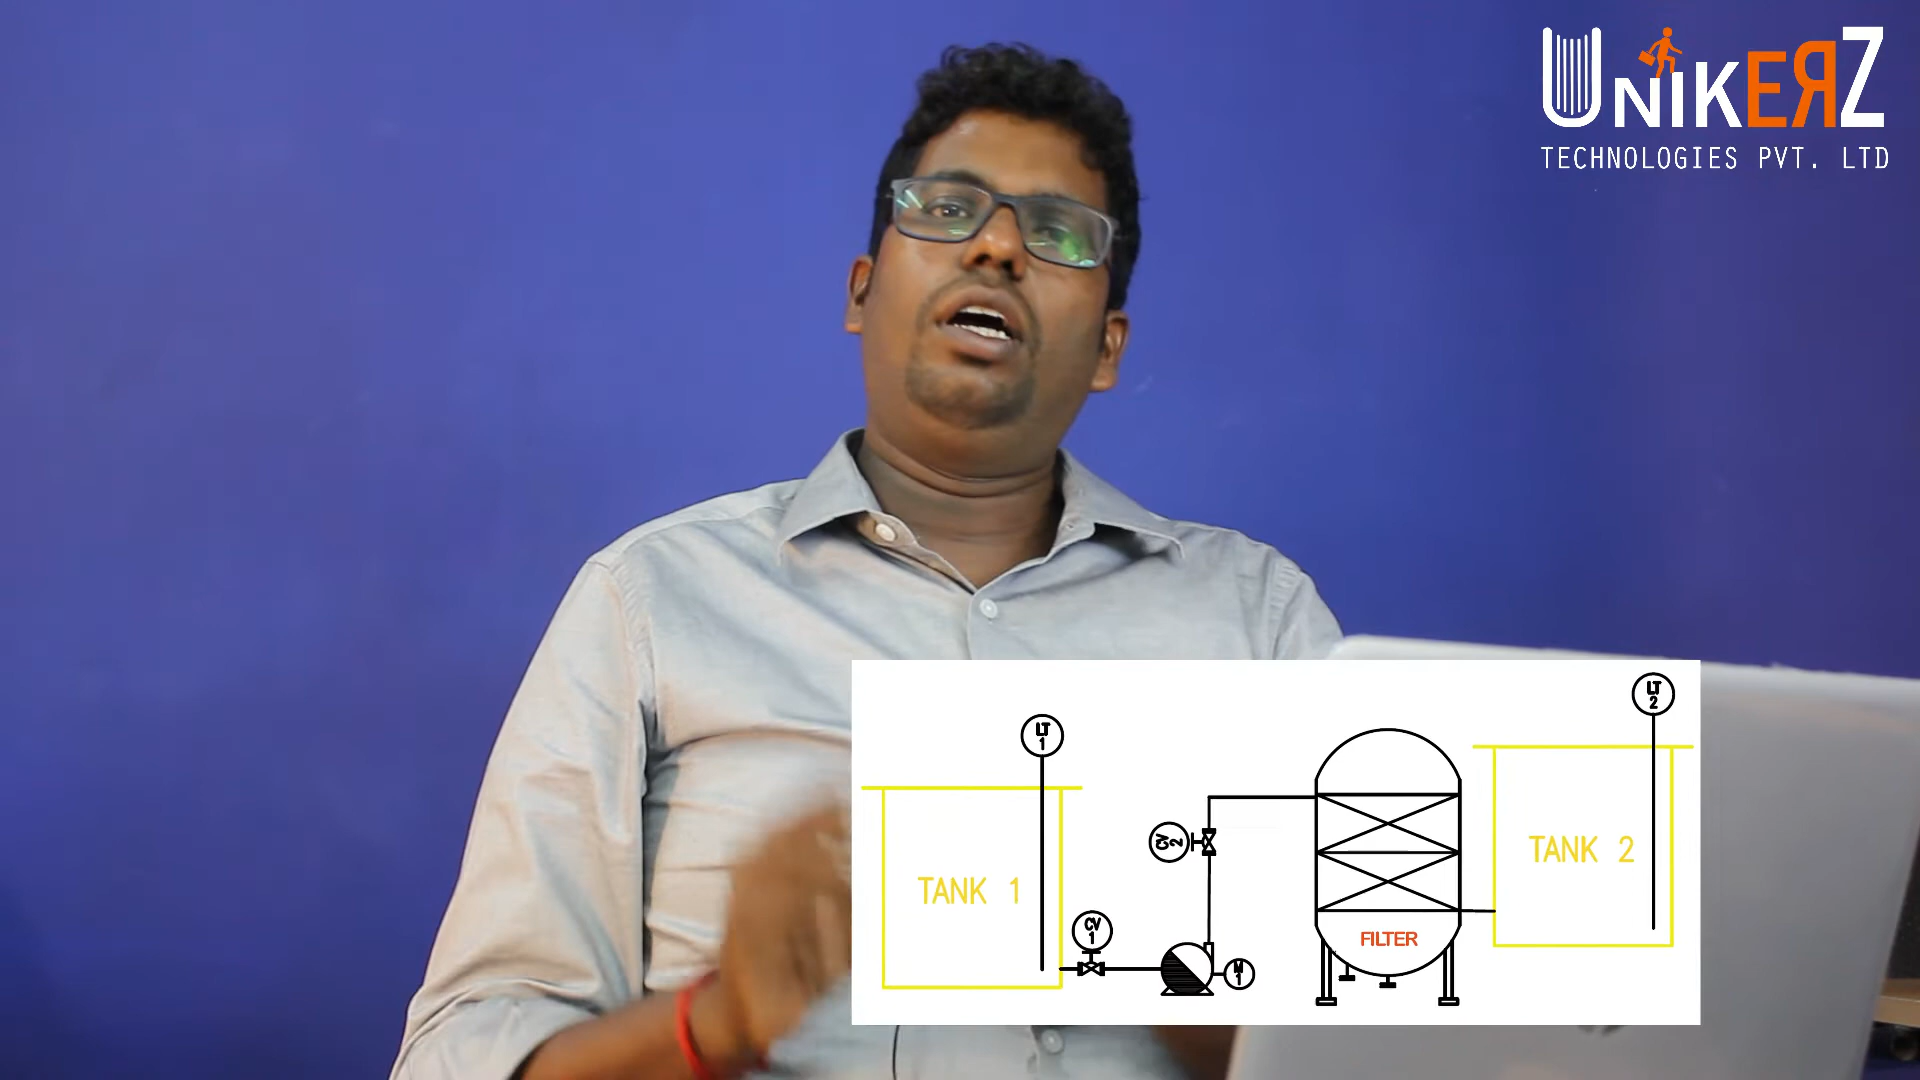 UNIKERZ
TECHNOLOGIES PVT. LTD
LT
2
LT
1
CV
2
TANK 2
TANK 1
CV
1
FILTER
M
1